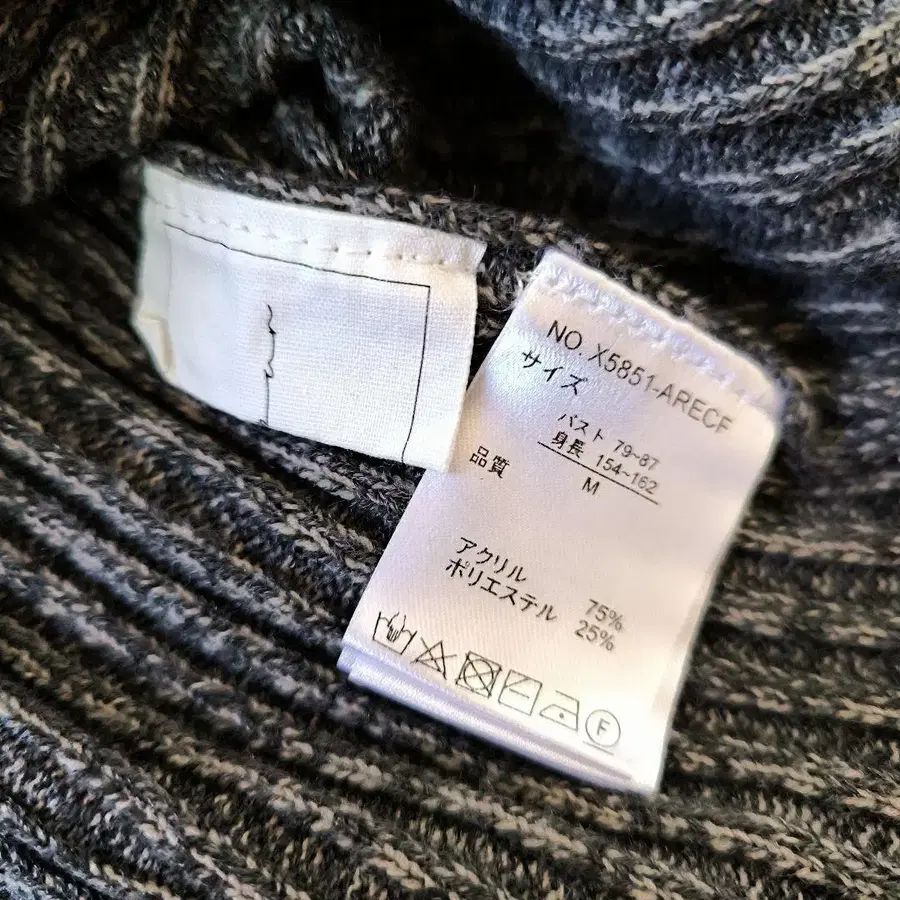 NO. X5851-ARECF
サイズ
バスト 79~87
身長 154~162
M
品質
アクリル 75%
ポリエステル 25%
F